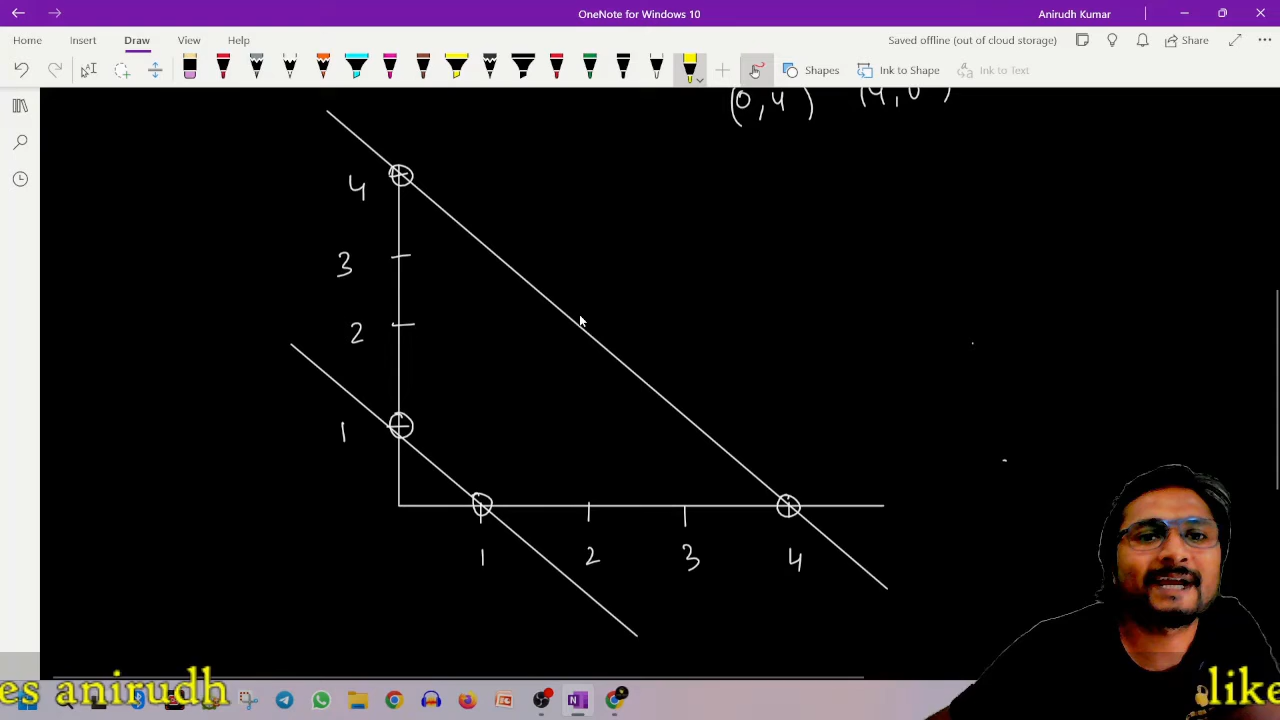 OneNote for Windows 10
Anirudh Kumar
Home Insert Draw View Help
Saved offline (out of cloud storage)
Share
Shapes
Ink to Shape
Ink to Text
(0,4)
4
3
2
1
1 2 3 4
es anirudh
like